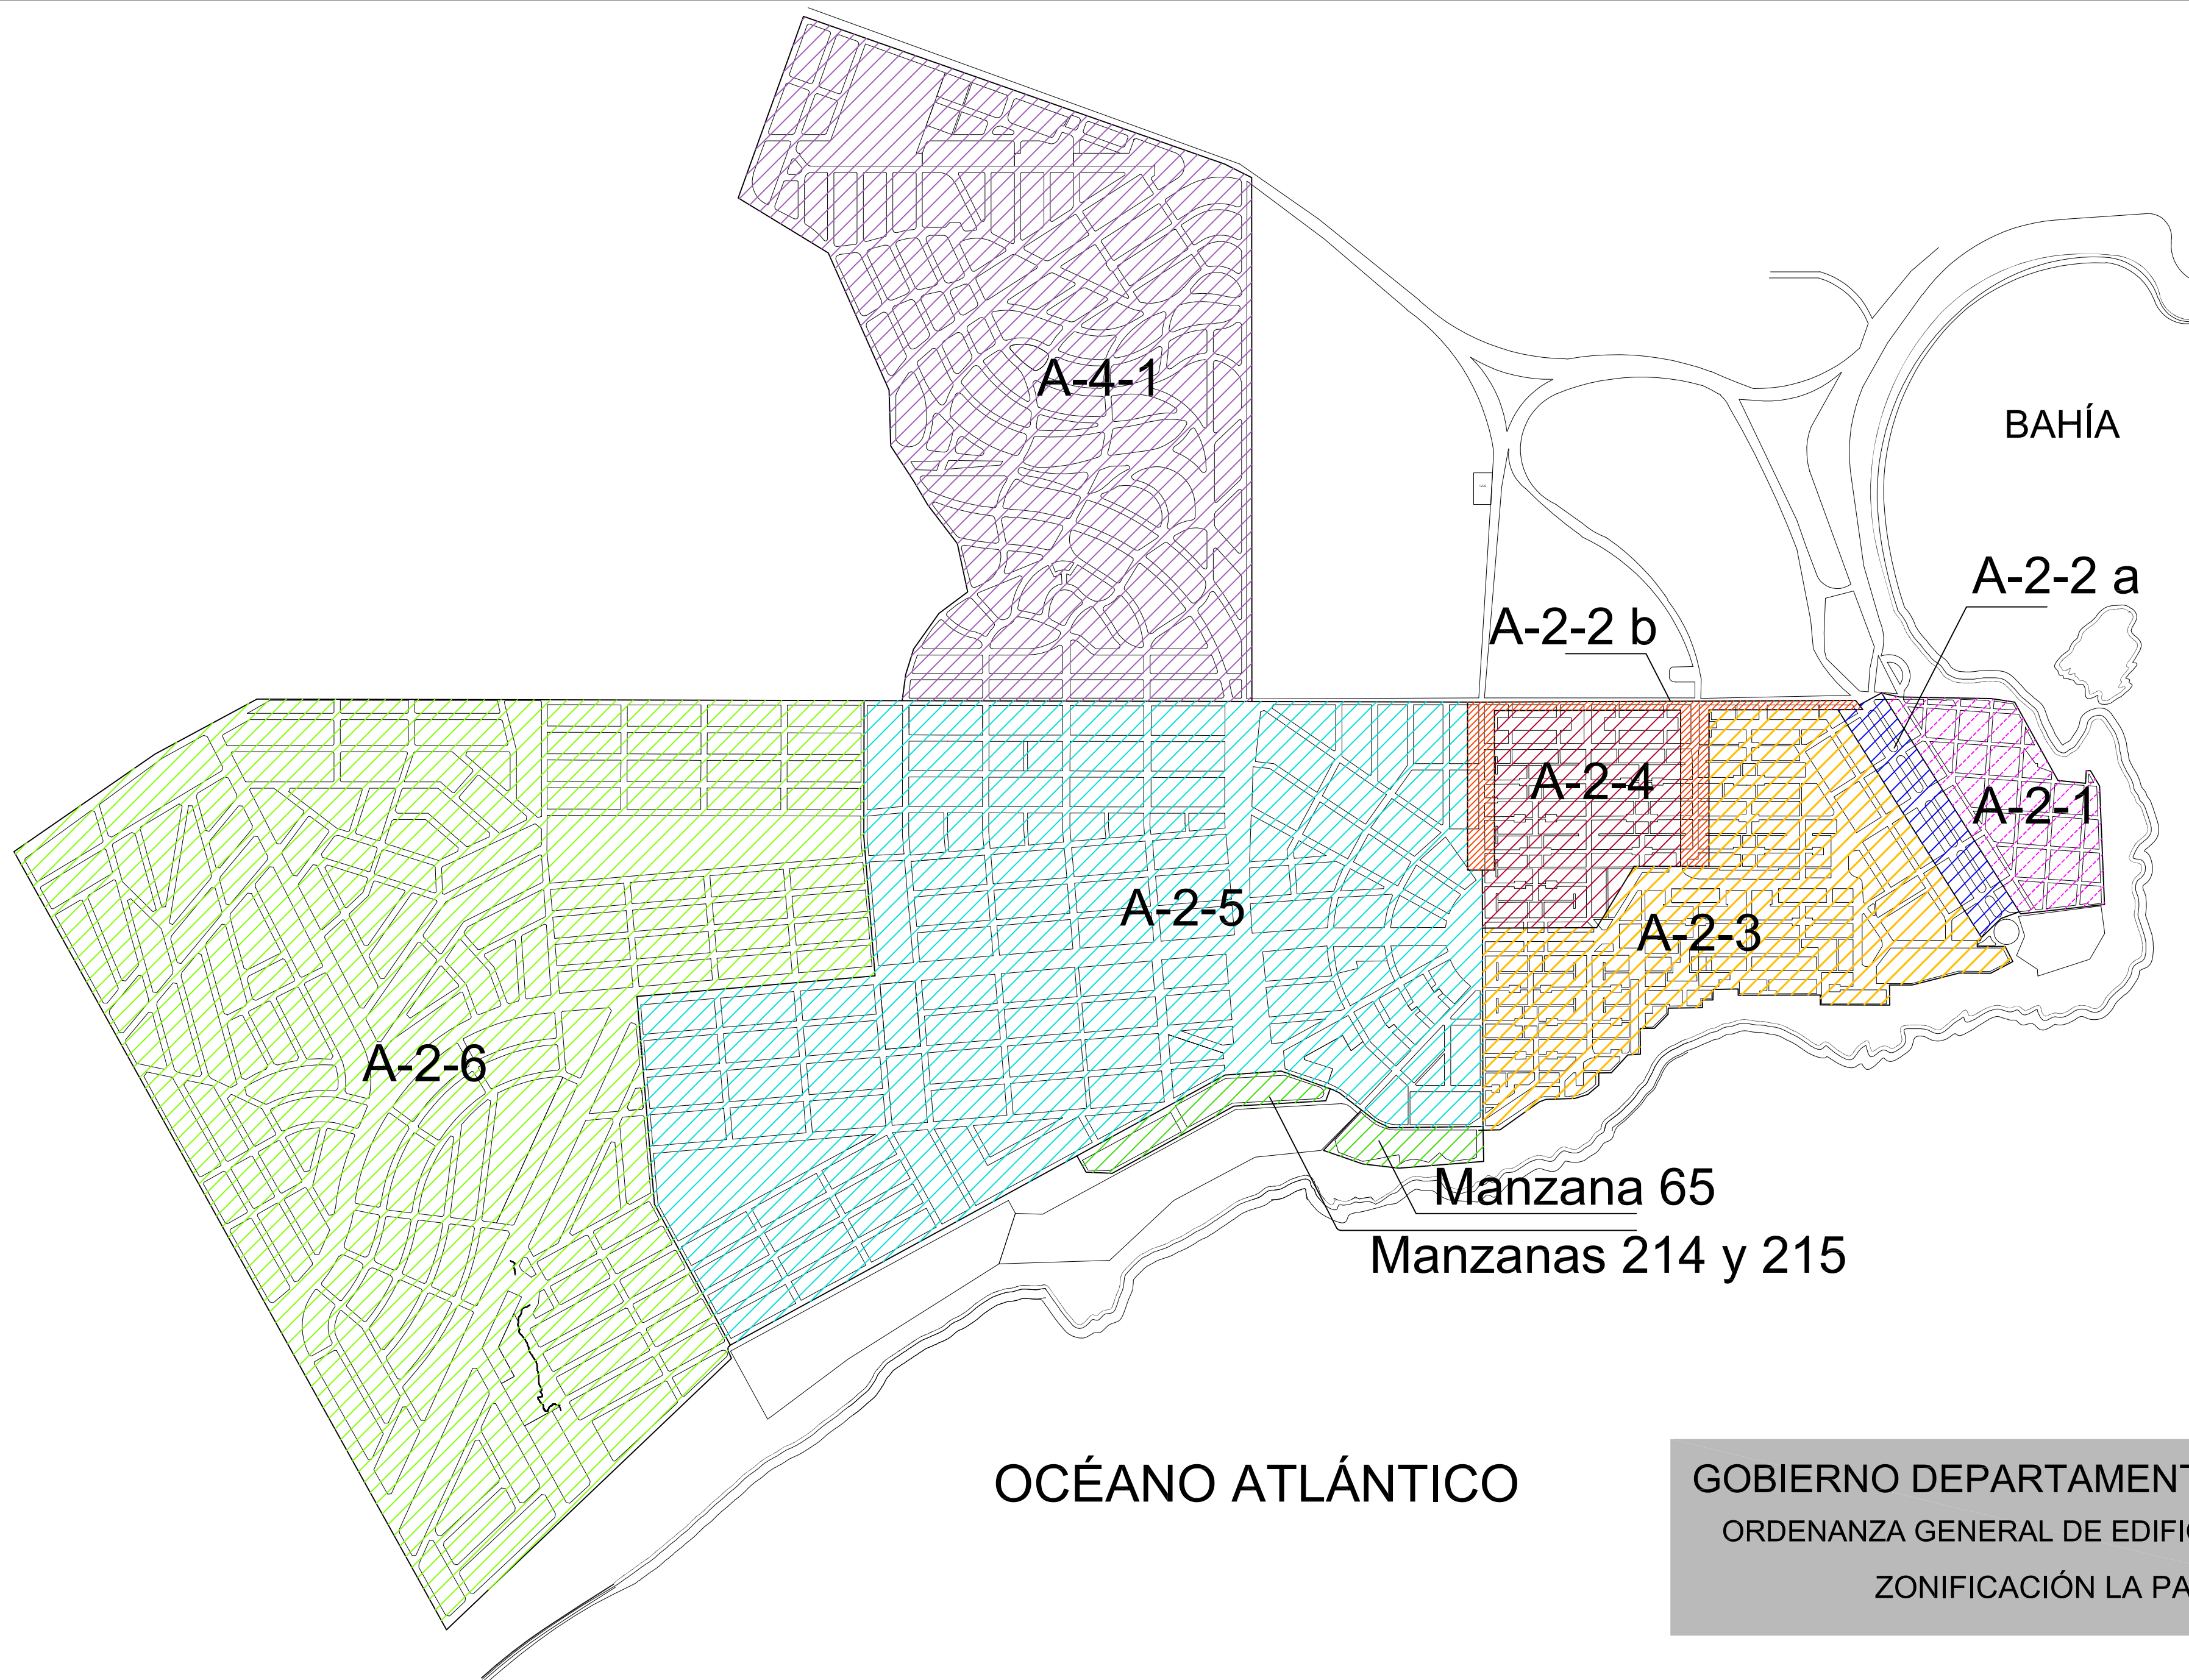 A-4-1
BAHÍA
A-2-2 a
A-2-2 b
A-2-4
A-2-1
A-2-5
A-2-3
A-2-6
Manzana 65
Manzanas 214 y 215
OCÉANO ATLÁNTICO
GOBIERNO DEPARTAMENT
ORDENANZA GENERAL DE EDIFIC
ZONIFICACIÓN LA PA